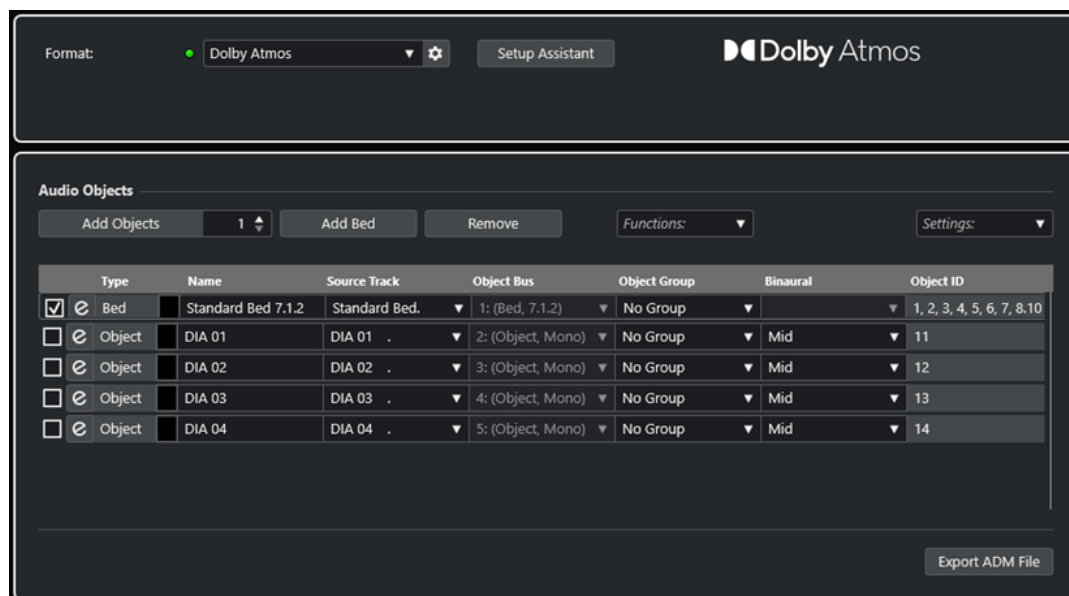 Format: Dolby Atmos Setup Assistant Dolby Atmos
Audio Objects
Add Objects 1 Add Bed Remove Functions: Settings:
Type Name Source Track Object Bus Object Group Binaural Object ID
Bed Standard Bed 7.1.2 Standard Bed. 1: (Bed, 7.1.2) No Group 1, 2, 3, 4, 5, 6, 7, 8.10
Object DIA 01 DIA 01 . 2: (Object, Mono) No Group Mid 11
Object DIA 02 DIA 02 . 3: (Object, Mono) No Group Mid 12
Object DIA 03 DIA 03 . 4: (Object, Mono) No Group Mid 13
Object DIA 04 DIA 04 . 5: (Object, Mono) No Group Mid 14
Export ADM File